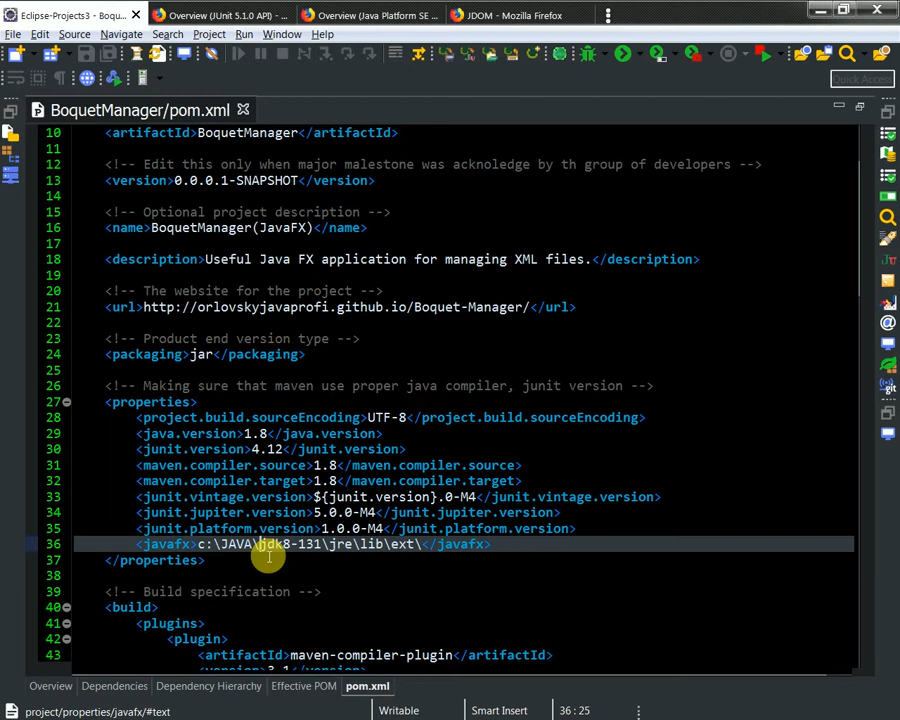 Eclipse-Projects3 - Boqu...
Overview (JUnit 5.1.0 API) - ...
Overview (Java Platform SE ...
JDOM - Mozilla Firefox
File Edit Source Navigate Search Project Run Window Help
Quick Access
BoquetManager/pom.xml
10 <artifactId>BoquetManager</artifactId>
11
12 <!-- Edit this only when major malestone was acknoledge by th group of developers -->
13 <version>0.0.0.1-SNAPSHOT</version>
14
15 <!-- Optional project description -->
16 <name>BoquetManager(JavaFX)</name>
17
18 <description>Useful Java FX application for managing XML files.</description>
19
20 <!-- The website for the project -->
21 <url>http://orlovskyjavaprofi.github.io/Boquet-Manager/</url>
22
23 <!-- Product end version type -->
24 <packaging>jar</packaging>
25
26 <!-- Making sure that maven use proper java compiler, junit version -->
27 <properties>
28 <project.build.sourceEncoding>UTF-8</project.build.sourceEncoding>
29 <java.version>1.8</java.version>
30 <junit.version>4.12</junit.version>
31 <maven.compiler.source>1.8</maven.compiler.source>
32 <maven.compiler.target>1.8</maven.compiler.target>
33 <junit.vintage.version>${junit.version}.0-M4</junit.vintage.version>
34 <junit.jupiter.version>5.0.0-M4</junit.jupiter.version>
35 <junit.platform.version>1.0.0-M4</junit.platform.version>
36 <javafx>c:\JAVA\jdk8-131\jre\lib\ext\</javafx>
37 </properties>
38
39 <!-- Build specification -->
40 <build>
41 <plugins>
42 <plugin>
43 <artifactId>maven-compiler-plugin</artifactId>
Overview Dependencies Dependency Hierarchy Effective POM pom.xml
project/properties/javafx/#text
Writable
Smart Insert
36 : 25